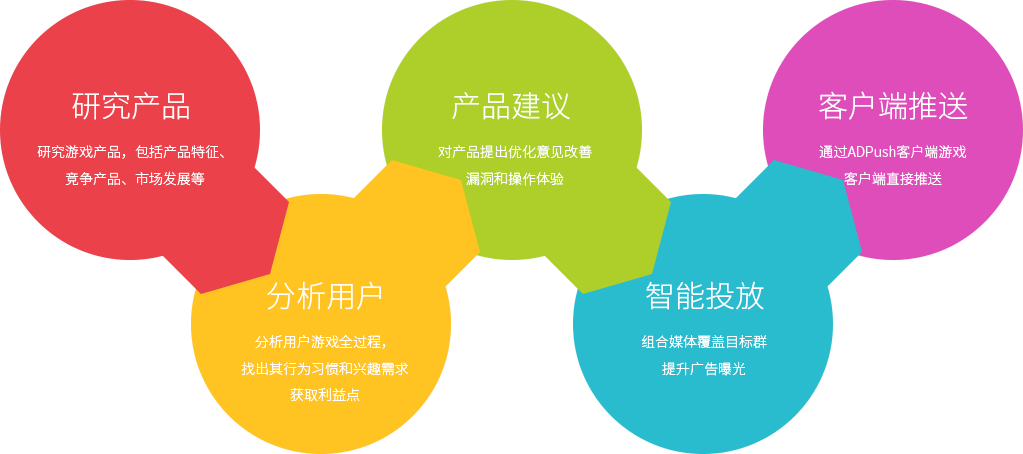 研究产品
研究游戏产品，包括产品特征、
竞争产品、市场发展等
分析用户
分析用户游戏全过程，
找出其行为习惯和兴趣需求
获取利益点
产品建议
对产品提出优化意见改善
漏洞和操作体验
智能投放
组合媒体覆盖目标群
提升广告曝光
客户端推送
通过ADPush客户端游戏
客户端直接推送